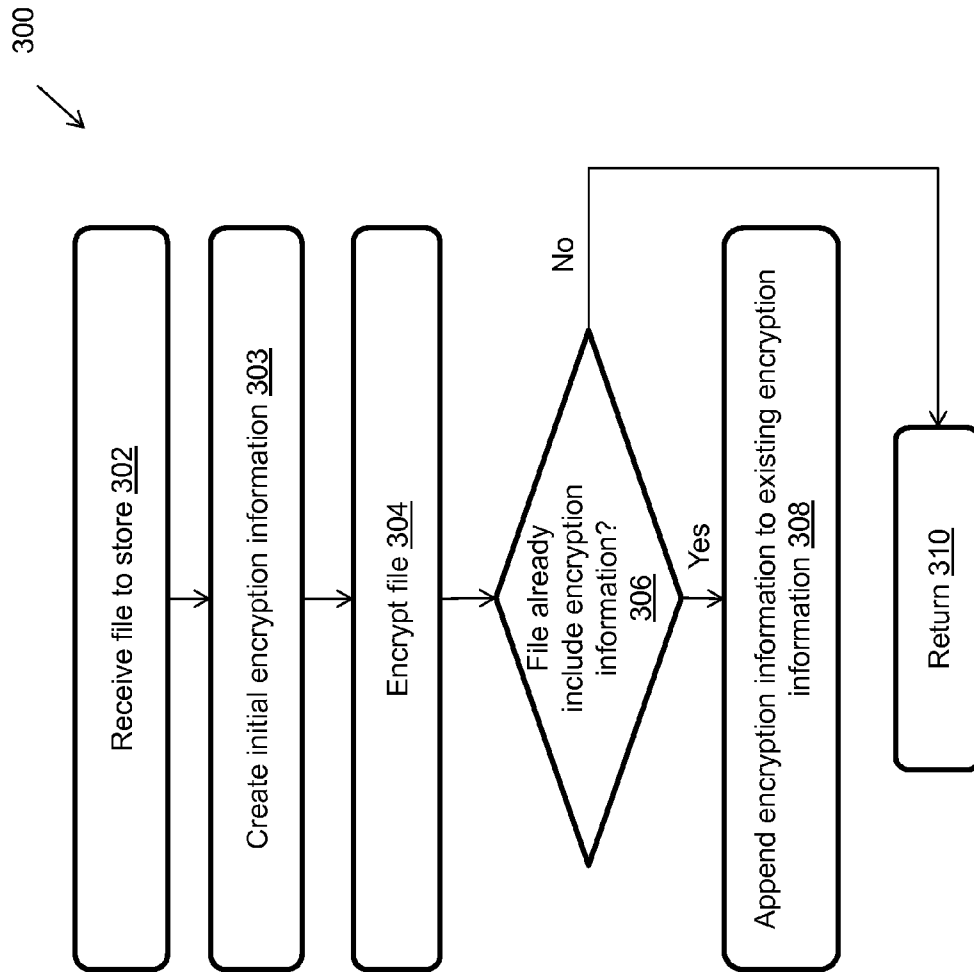 300
Receive file to store 302
Create initial encryption information 303
Encrypt file 304
File already
include encryption
information?
306
No
Yes
Append encryption information to existing encryption
information 308
Return 310